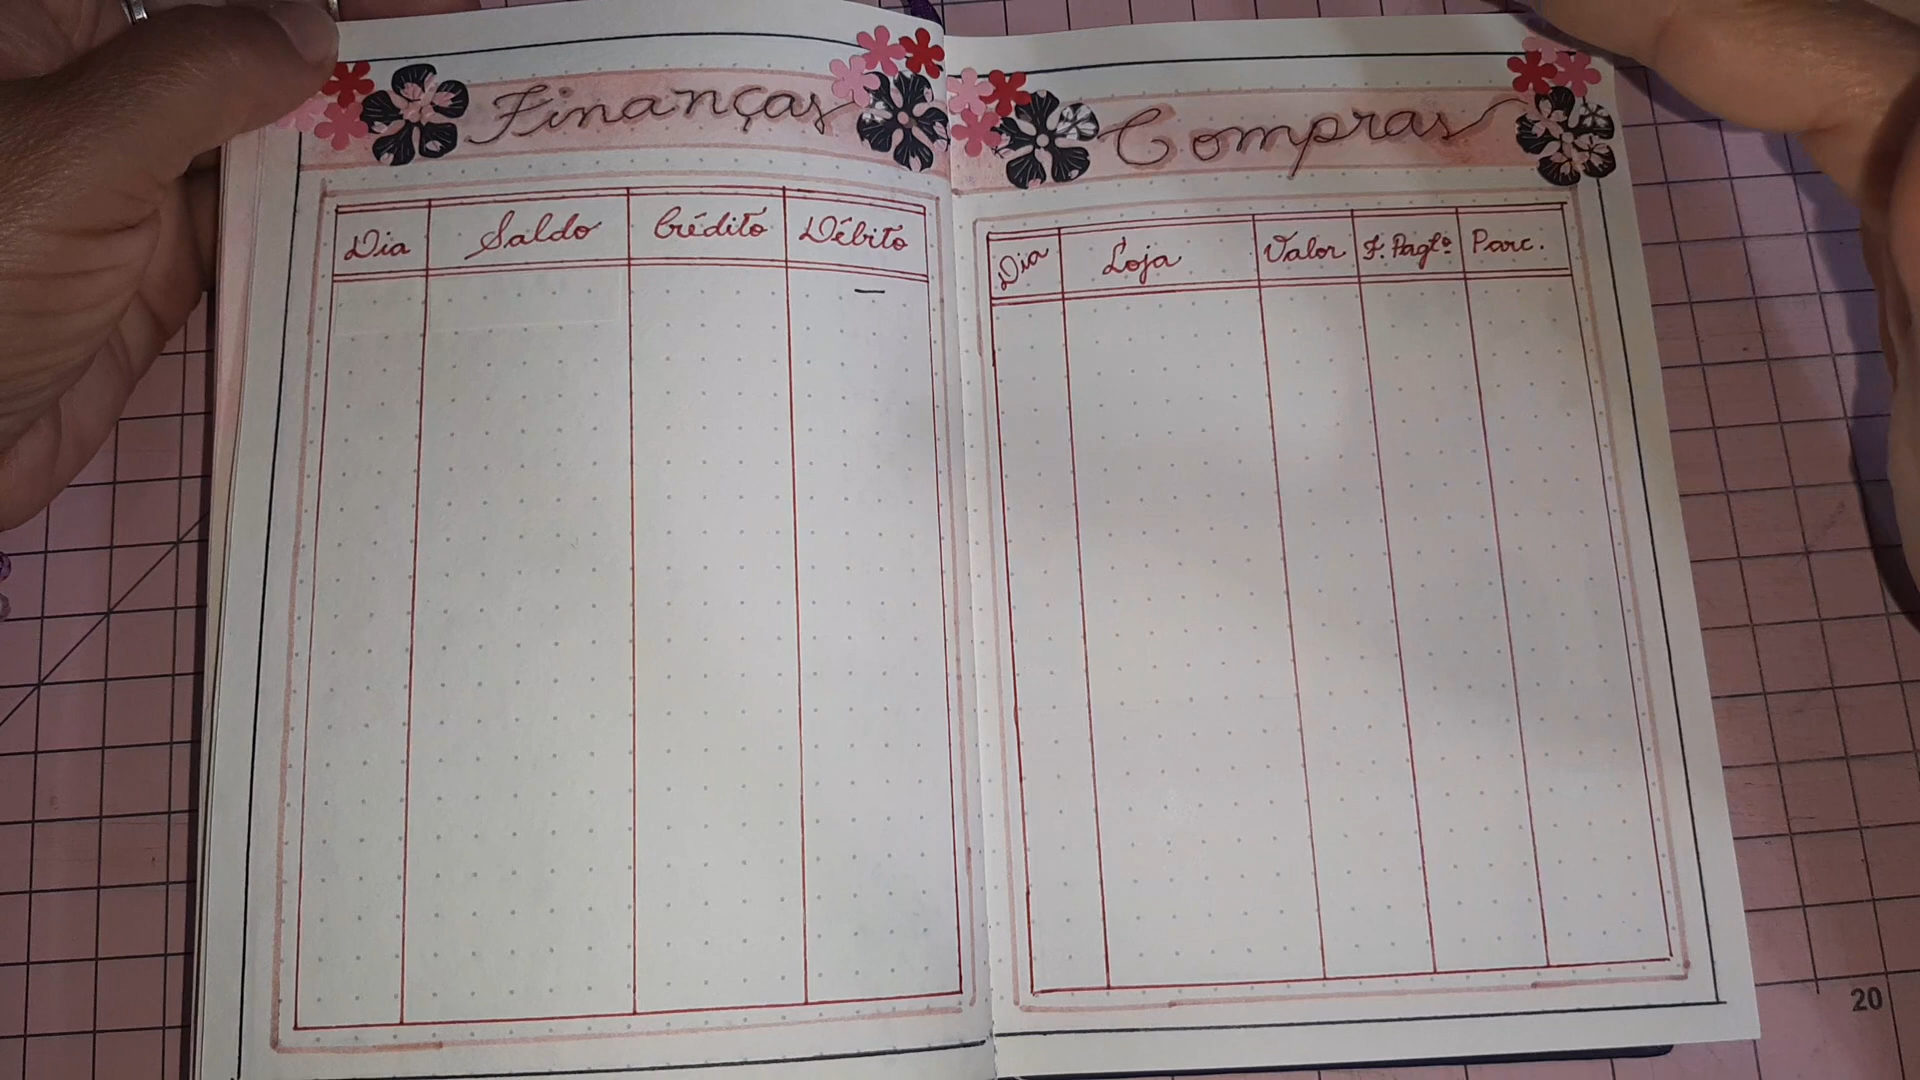 Finanças
Dia Saldo Crédito Débito
Compras
Dia Loja Valor F. Pagtº Parc.
20